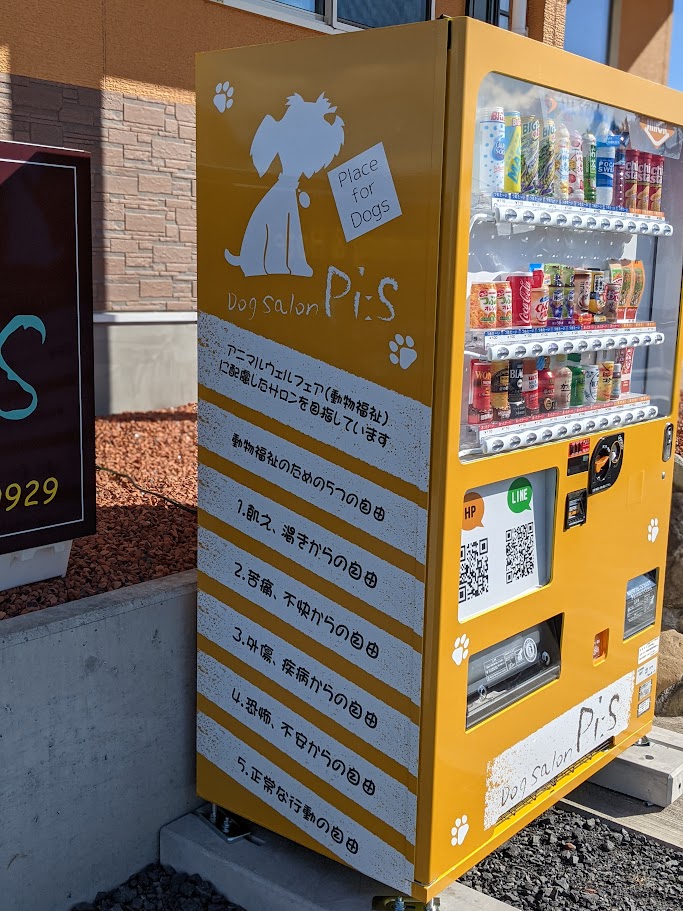 Place
for
Dogs
Dog salon Pi:S
アニマルウェルフェア(動物福祉)
に配慮したサロンを目指しています
動物福祉のための5つの自由
1.飢え、渇きからの自由
2.苦痛、不快からの自由
3.外傷、疾病からの自由
4.恐怖、不安からの自由
5.正常な行動の自由
S
9929
HP
LINE
Coca-Cola
Dog salon Pi:S